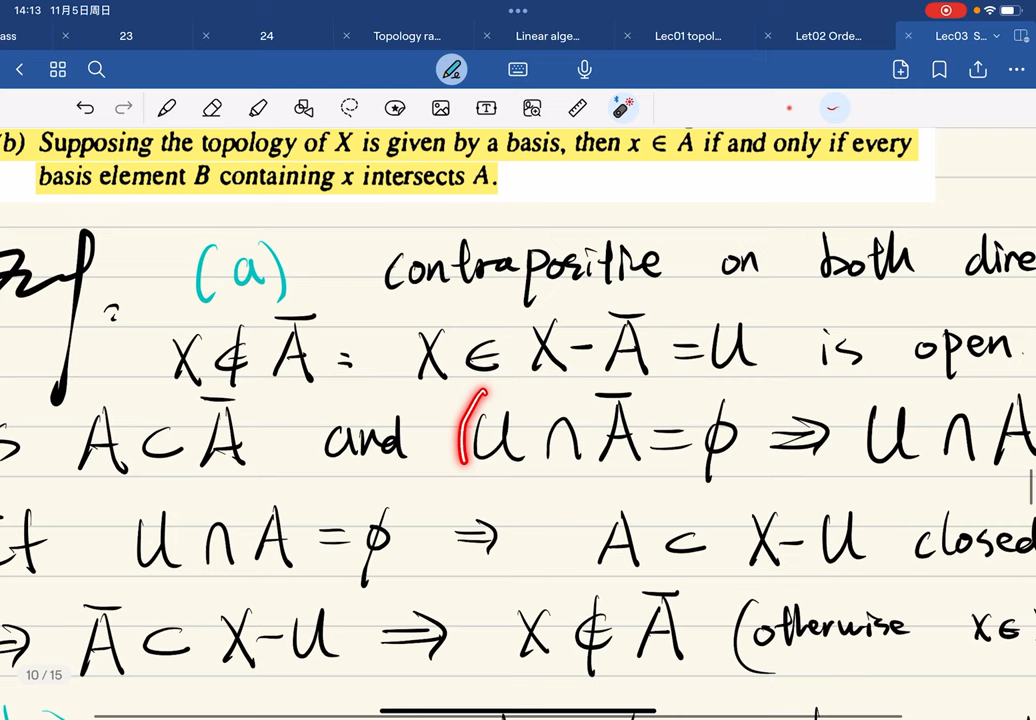 14:13 11月5日周日
ass 23 24 Topology ra... Linear alge... Lec01 topol... Let02 Orde... Lec03 S...
b) Supposing the topology of X is given by a basis, then x ∈ Ā if and only if every
basis element B containing x intersects A.
(a) contrapositie on both dire
x ∉ Ā : x ∈ X - Ā = U is open
A ⊂ Ā and U ∩ Ā = ϕ ⇒ U ∩ A
U ∩ A = ϕ ⇒ A ⊂ X - U closed
⇒ Ā ⊂ X - U ⇒ x ∉ Ā (otherwise x ∈
10 / 15